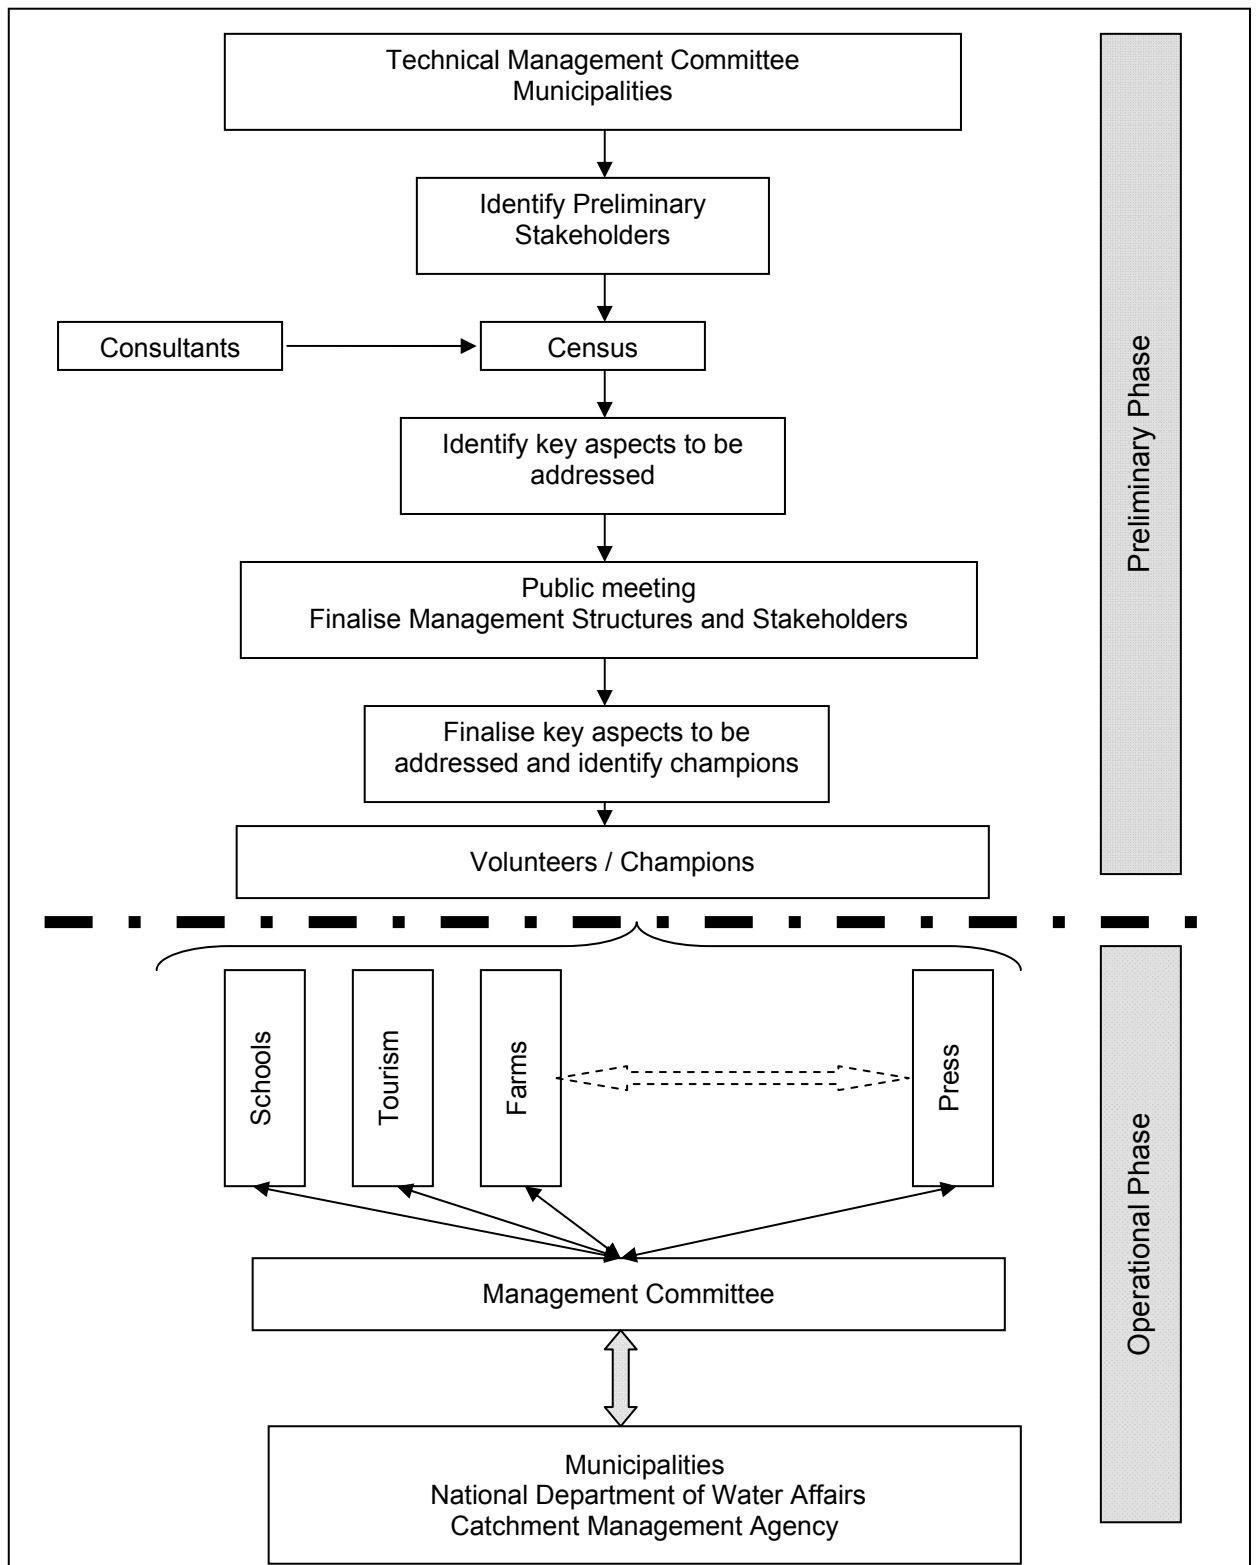 Technical Management Committee
Municipalities
Identify Preliminary
Stakeholders
Consultants
Census
Identify key aspects to be
addressed
Public meeting
Finalise Management Structures and Stakeholders
Finalise key aspects to be
addressed and identify champions
Volunteers / Champions
Preliminary Phase
Schools
Tourism
Farms
Press
Management Committee
Municipalities
National Department of Water Affairs
Catchment Management Agency
Operational Phase